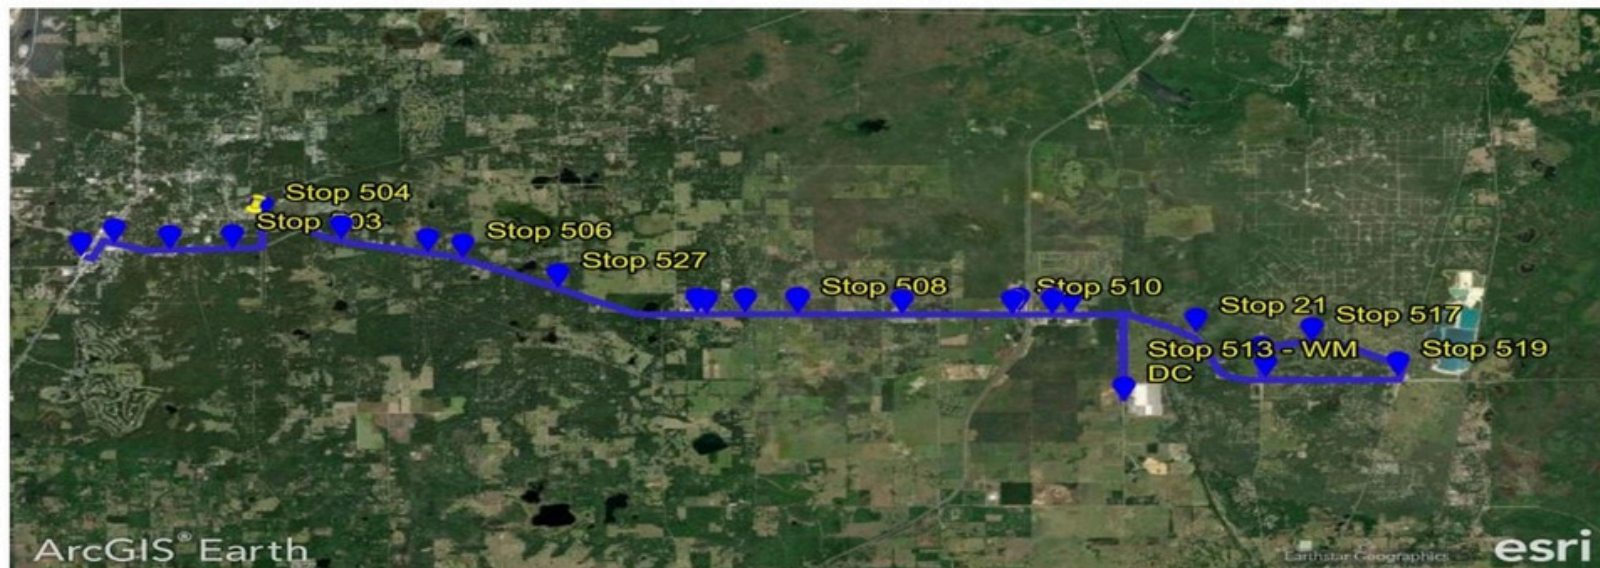 Stop 504
Stop 503
Stop 506
Stop 527
Stop 508
Stop 510
Stop 21
Stop 517
Stop 513 - WM
DC
Stop 519
ArcGIS® Earth
Earthstar Geographics
esri